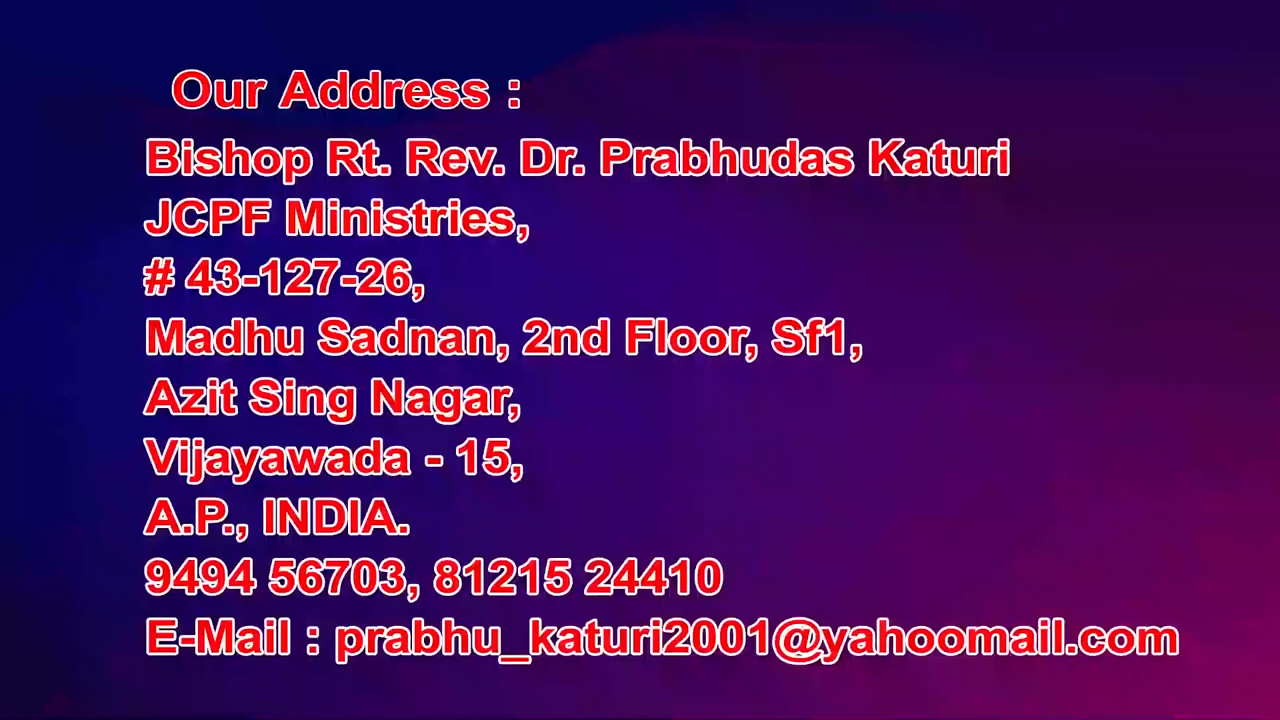 Our Address :
Bishop Rt. Rev. Dr. Prabhudas Katuri
JCPF Ministries,
# 43-127-26,
Madhu Sadnan, 2nd Floor, Sf1,
Azit Sing Nagar,
Vijayawada - 15,
A.P., INDIA.
9494 56703, 81215 24410
E-Mail : prabhu_katuri2001@yahoomail.com